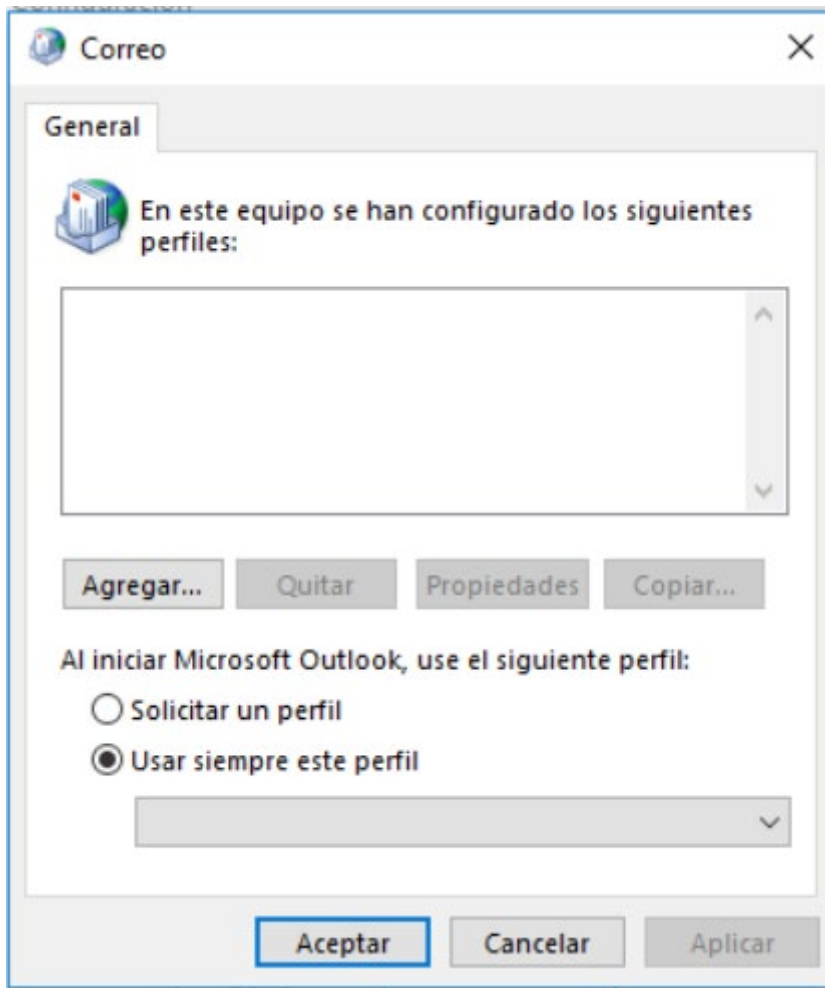 Correo
General
En este equipo se han configurado los siguientes
perfiles:
Agregar...
Quitar
Propiedades
Copiar...
Al iniciar Microsoft Outlook, use el siguiente perfil:
Solicitar un perfil
Usar siempre este perfil
Aceptar
Cancelar
Aplicar